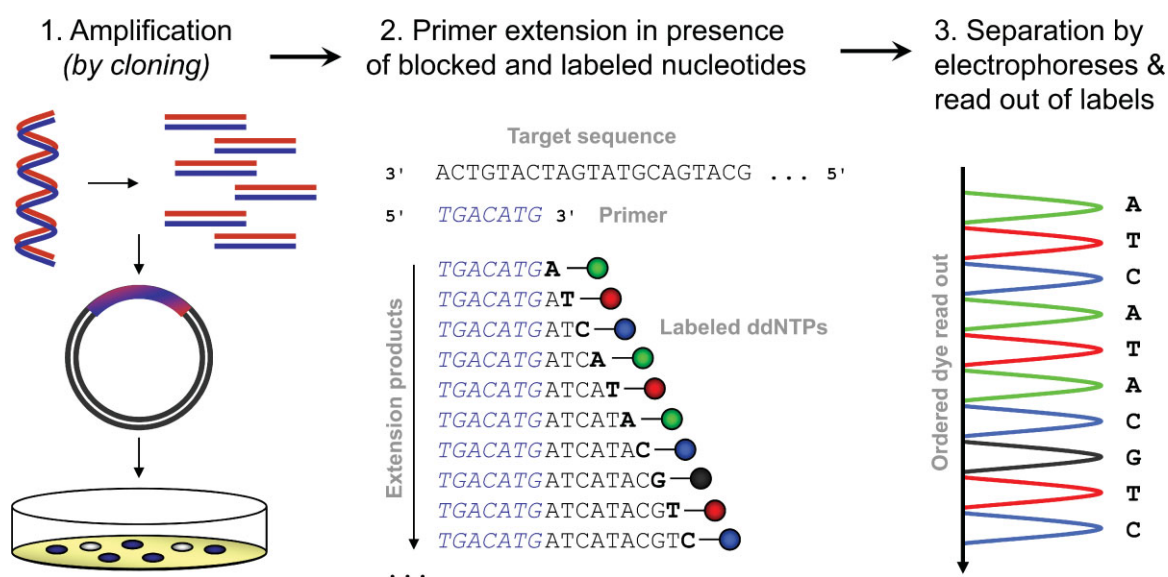 1. Amplification
(by cloning)
2. Primer extension in presence
of blocked and labeled nucleotides
3. Separation by
electrophoreses &
read out of labels
Target sequence
3' ACTGTACTAGTATGCAGTACG ... 5'
5' TGACATG 3' Primer
Extension products
TGACATGA
TGACATGAT
TGACATGATC
Labeled ddNTPs
TGACATGATCA
TGACATGATCAT
TGACATGATCATA
TGACATGATCATAC
TGACATGATCATACG
TGACATGATCATACGT
TGACATGATCATACGTC
...
Ordered dye read out
A
T
C
A
T
A
C
G
T
C